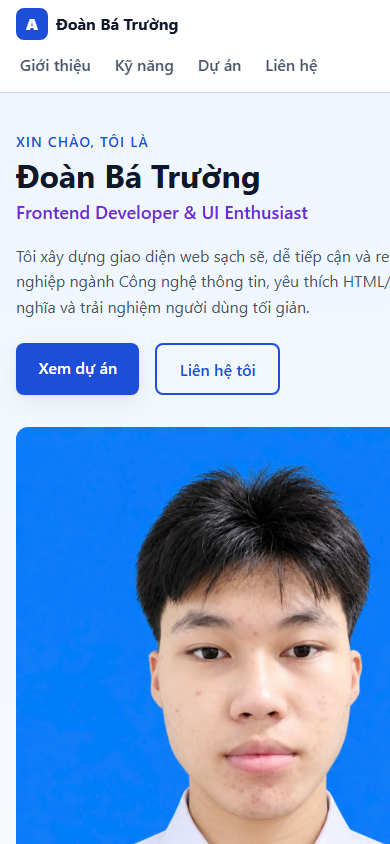 A Đoàn Bá Trường
Giới thiệu Kỹ năng Dự án Liên hệ
XIN CHÀO, TÔI LÀ
Đoàn Bá Trường
Frontend Developer & UI Enthusiast
Tôi xây dựng giao diện web sạch sẽ, dễ tiếp cận và re
nghiệp ngành Công nghệ thông tin, yêu thích HTML/
nghĩa và trải nghiệm người dùng tối giản.
Xem dự án Liên hệ tôi